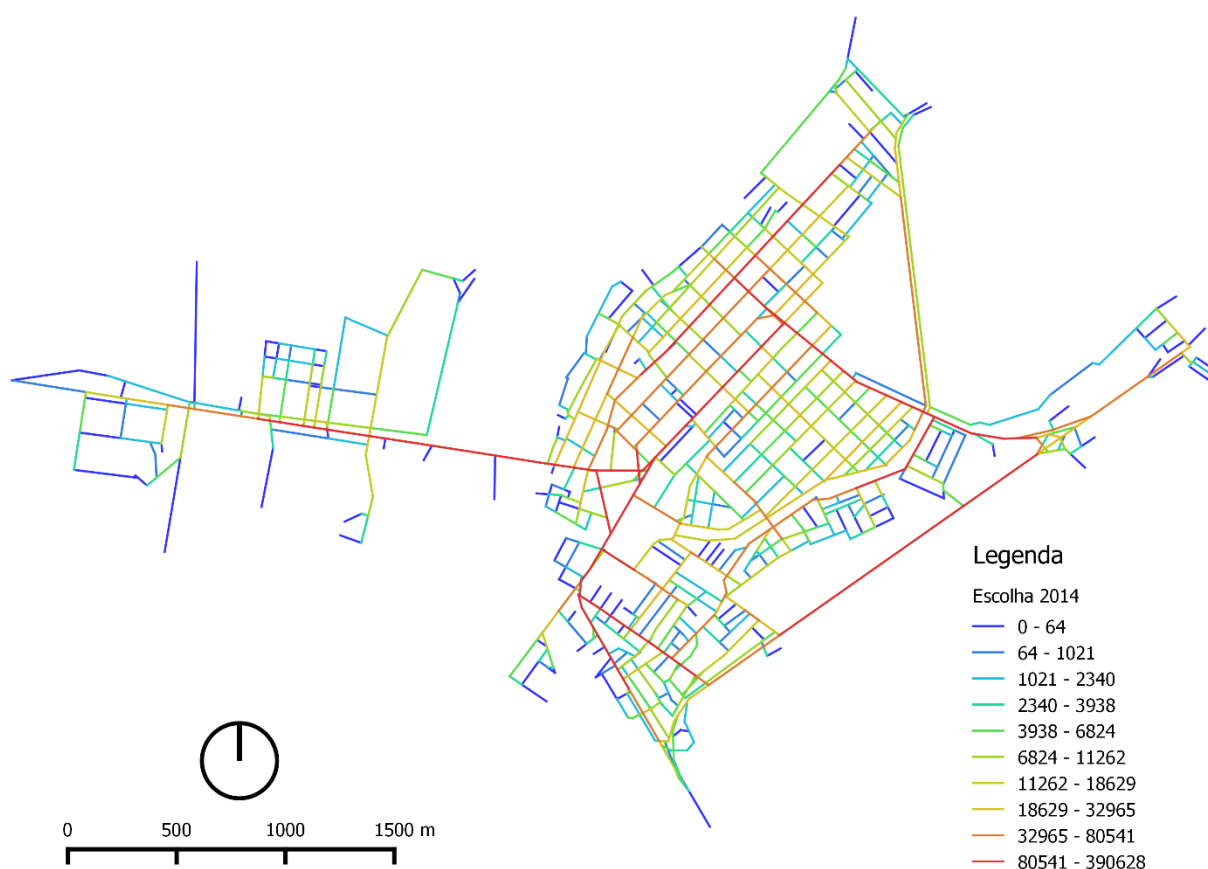 Legenda
Escolha 2014
0 - 64
64 - 1021
1021 - 2340
2340 - 3938
3938 - 6824
6824 - 11262
11262 - 18629
18629 - 32965
32965 - 80541
80541 - 390628
0 500 1000 1500 m